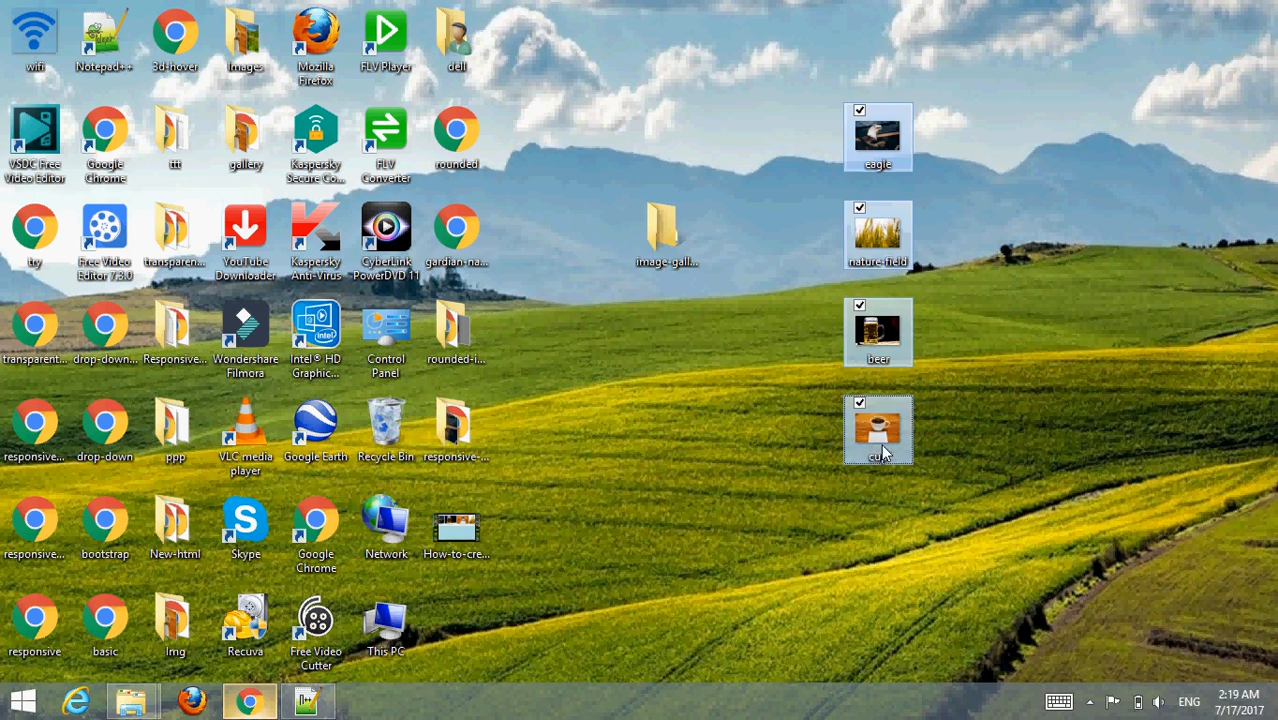 wifi
Notepad++
3d-hover
Images
Mozilla
Firefox
FLV Player
dell
VSDC Free
Video Editor
Google
Chrome
ttt
gallery
Kaspersky
Secure Co...
FLV
Converter
rounded
eagle
try
Free Video
Editor 7.3.0
transparen...
YouTube
Downloader
Kaspersky
Anti-Virus
CyberLink
PowerDVD 11
gardian-na...
image-gall...
nature-field
transparent...
drop-down...
Responsive...
Wondershare
Filmora
Intel® HD
Graphic...
Control
Panel
rounded-i...
beer
responsive...
drop-down
ppp
VLC media
player
Google Earth
Recycle Bin
responsive-...
responsive...
bootstrap
New-html
Skype
Google
Chrome
Network
How-to-cre...
responsive
basic
Img
Recuva
Free Video
Cutter
This PC
ENG
2:19 AM
7/17/2017